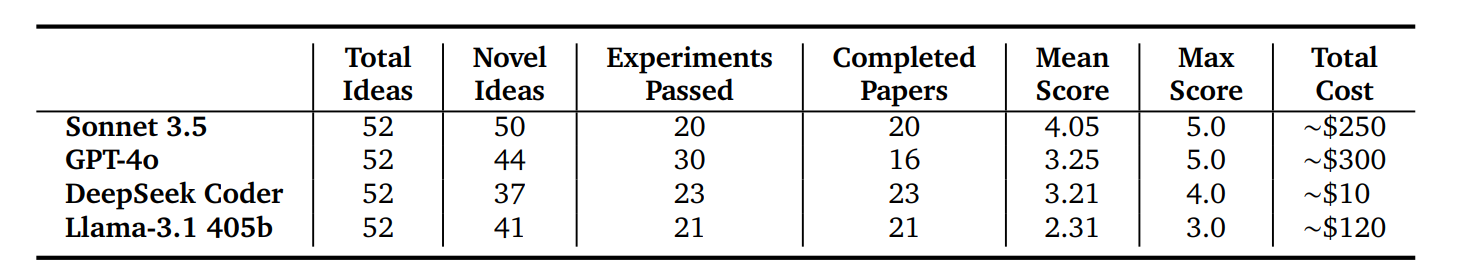 Total Novel Experiments Completed Mean Max Total
Ideas Ideas Passed Papers Score Score Cost
Sonnet 3.5 52 50 20 20 4.05 5.0 ~$250
GPT-4o 52 44 30 16 3.25 5.0 ~$300
DeepSeek Coder 52 37 23 23 3.21 4.0 ~$10
Llama-3.1 405b 52 41 21 21 2.31 3.0 ~$120